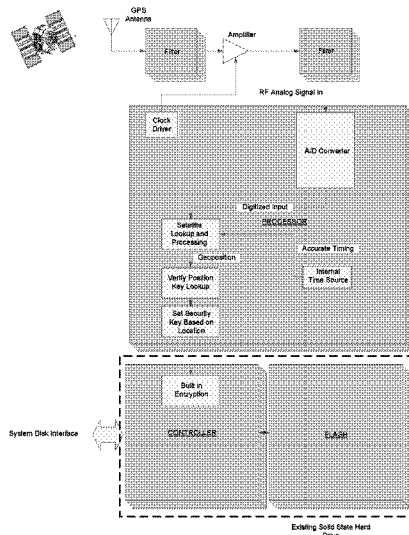 GPS
Antenna
Amplifier
Filter
Filter
RF Analog Signal In
Clock
Driver
A/D Converter
Digitized Input
PROCESSOR
Satellite
Lookup and
Processing
Geoposition
Accurate Timing
Verify Position
Key Lookup
Internal
Time Source
Set Security
Key Based on
Location
Built in
Encryption
System Disk Interface
CONTROLLER
FLASH
Existing Solid State Hard
Drive